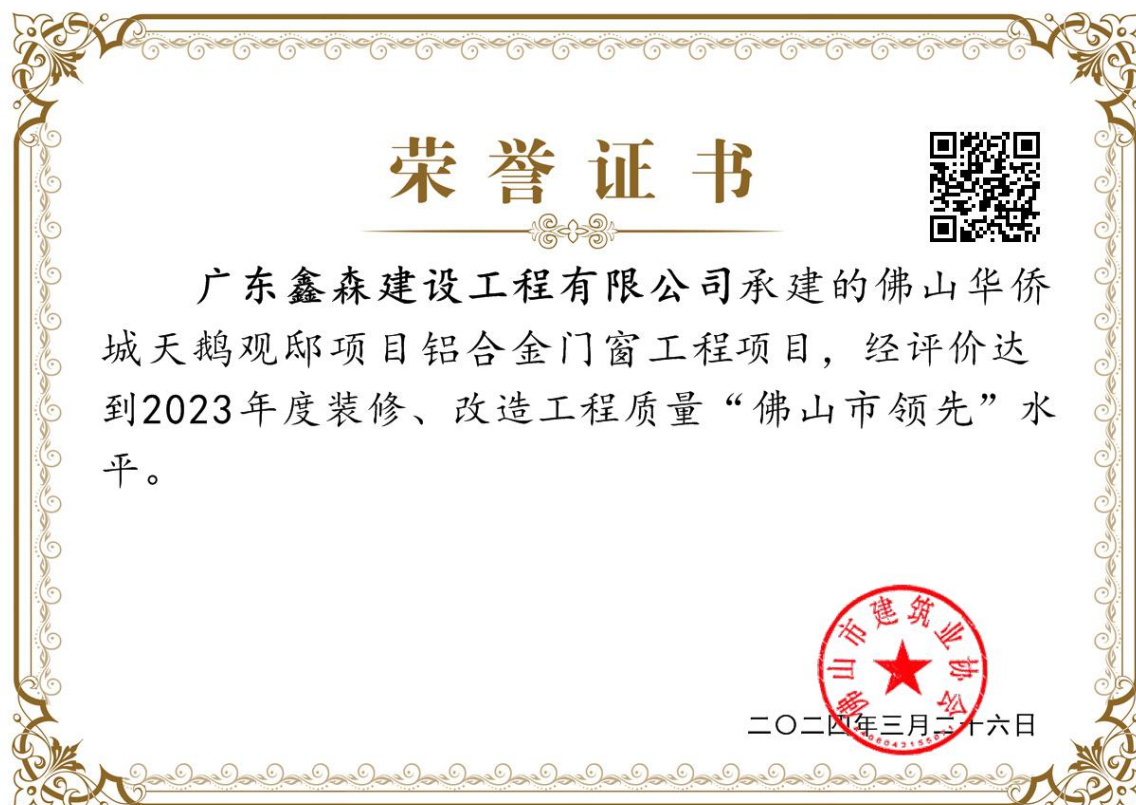 荣誉证书
广东鑫森建设工程有限公司承建的佛山华侨
城天鹅观邸项目铝合金门窗工程项目，经评价达
到2023年度装修、改造工程质量“佛山市领先”水
平。
佛山市建筑业协会
二〇二四年三月二十六日